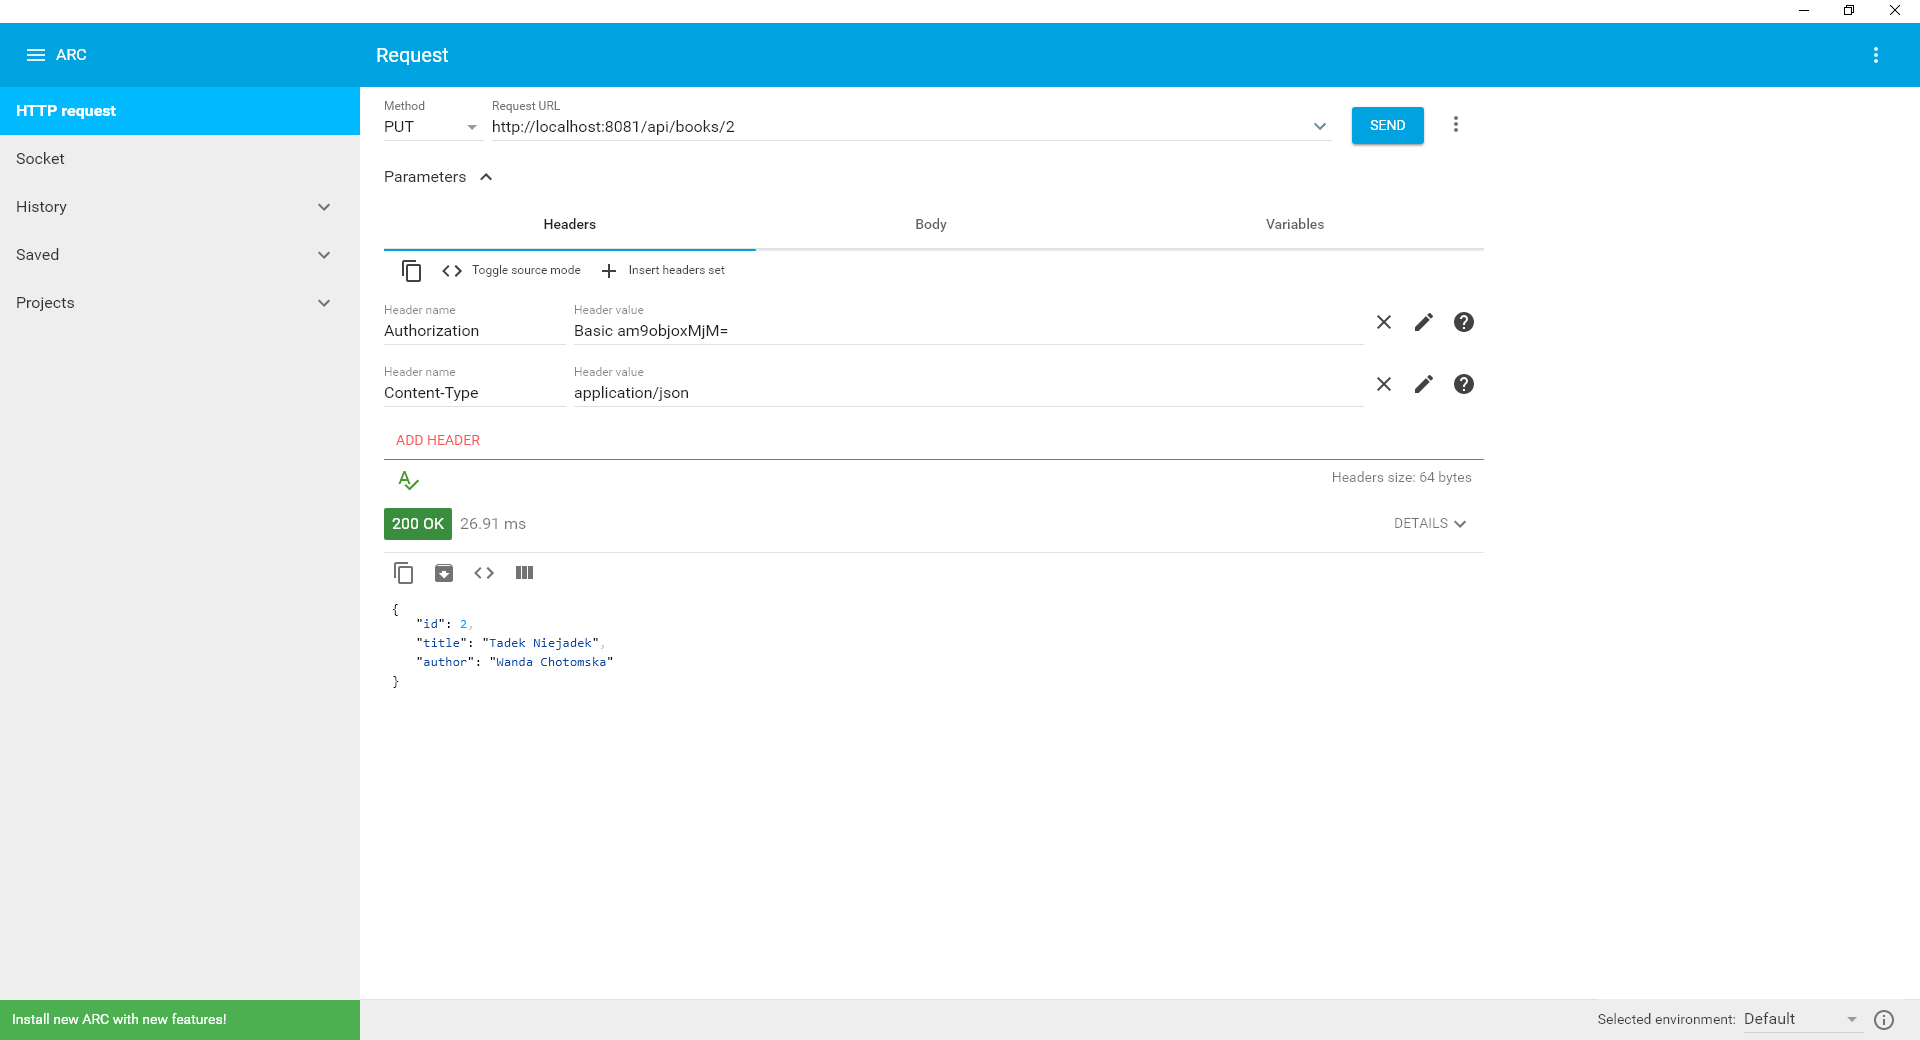 ARC
Request
HTTP request
Socket
History
Saved
Projects
Method
PUT
Request URL
http://localhost:8081/api/books/2
SEND
Parameters
Headers
Body
Variables
Toggle source mode
Insert headers set
Header name
Authorization
Header value
Basic am9objoxMjM=
Header name
Content-Type
Header value
application/json
ADD HEADER
Headers size: 64 bytes
200 OK
26.91 ms
DETAILS
{
"id": 2,
"title": "Tadek Niejadek",
"author": "Wanda Chotomska"
}
Install new ARC with new features!
Selected environment: Default